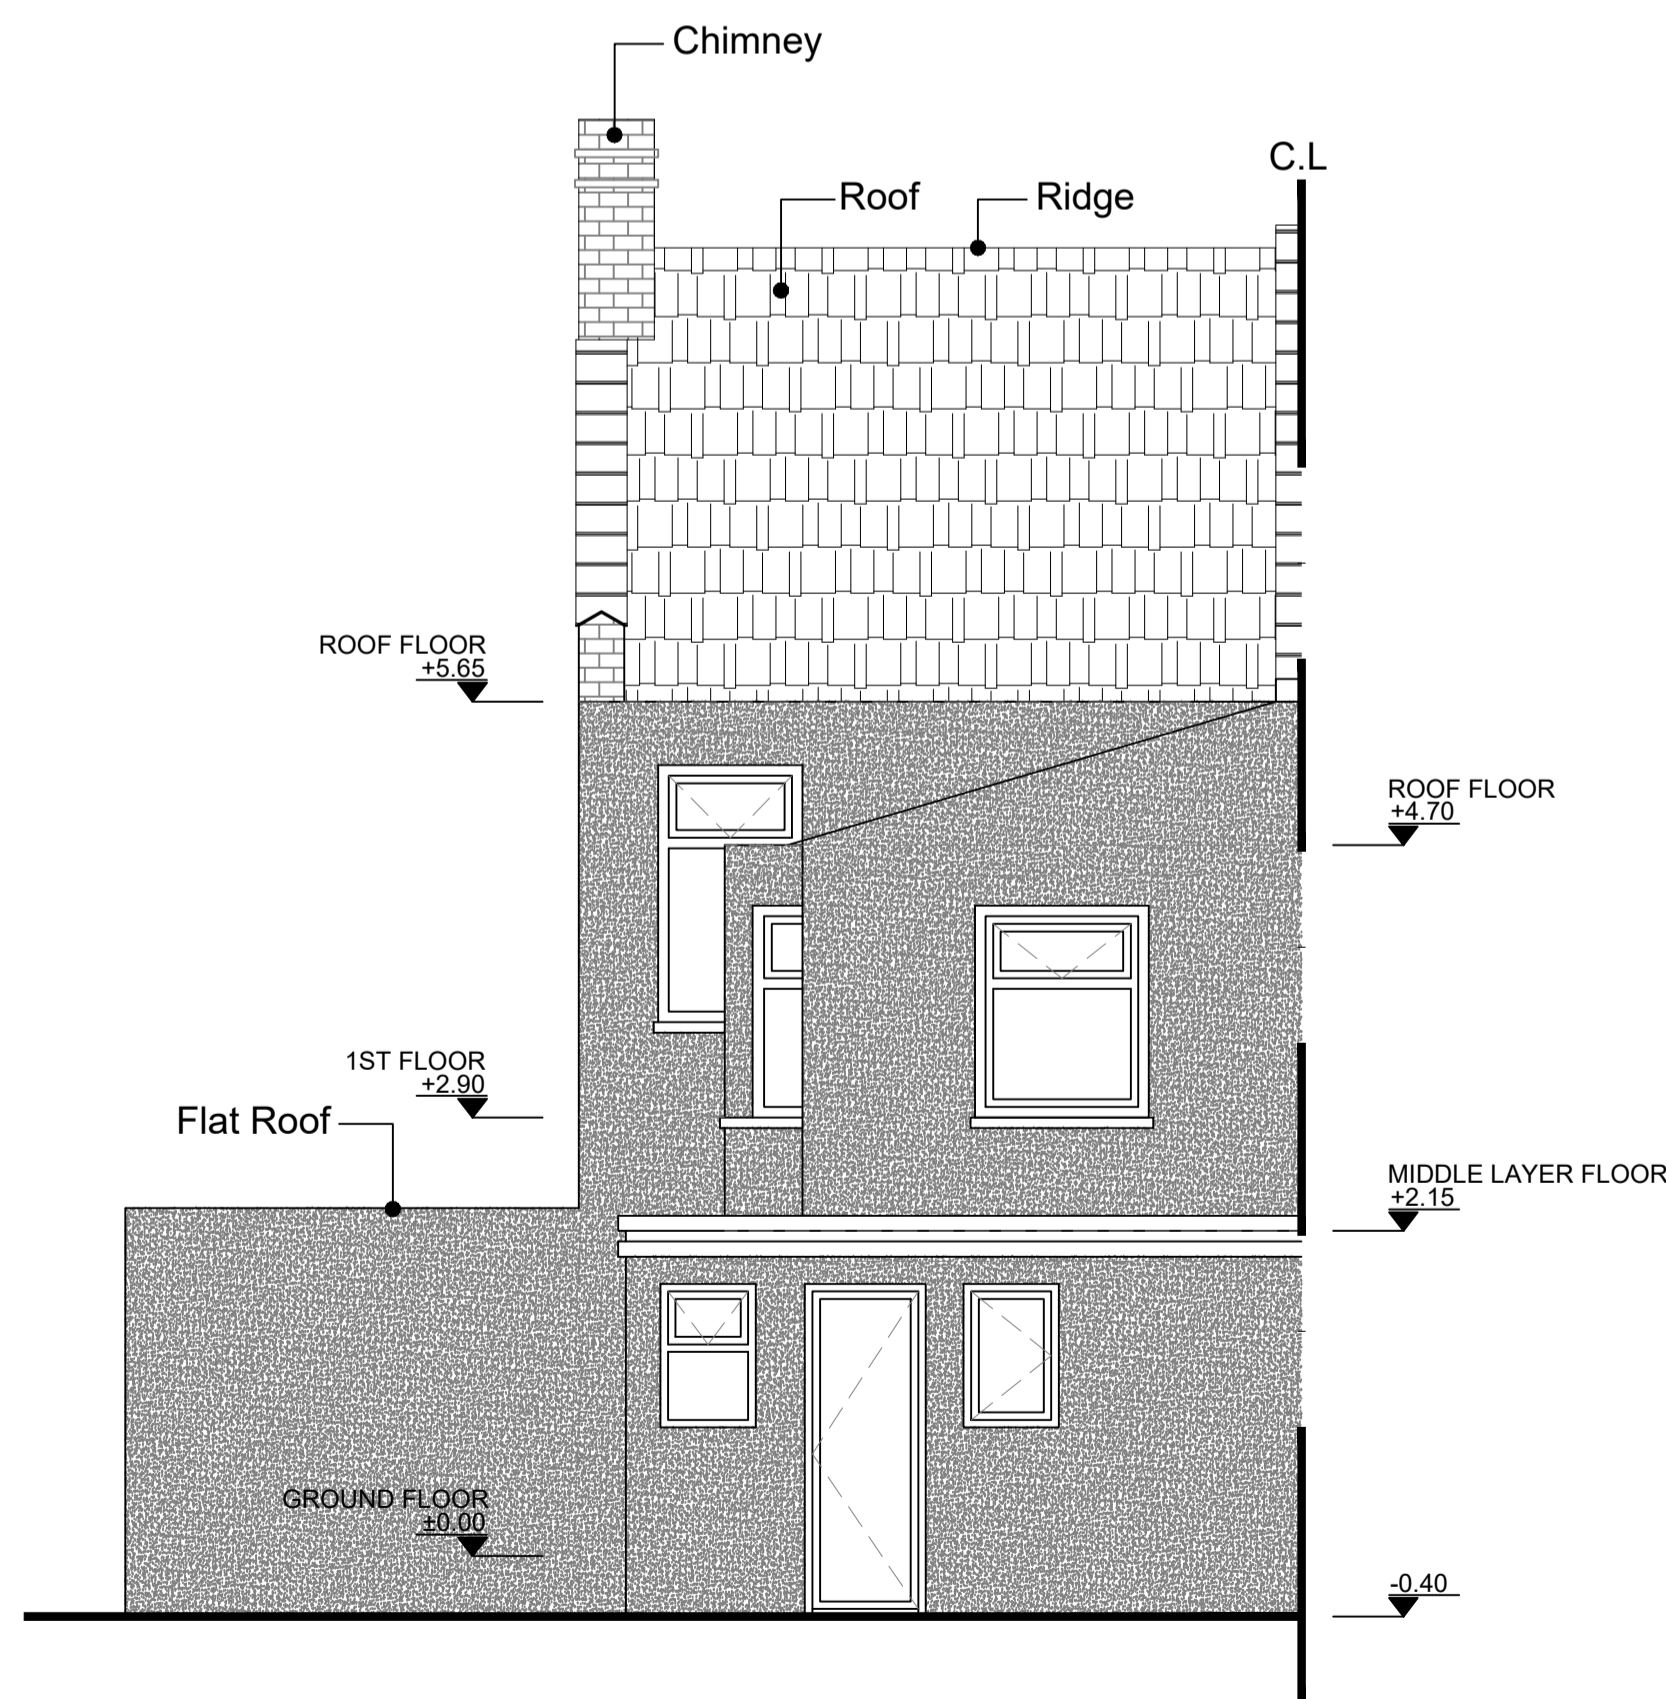 Chimney
C.L
Roof
Ridge
ROOF FLOOR
+5.65
ROOF FLOOR
+4.70
1ST FLOOR
+2.90
Flat Roof
MIDDLE LAYER FLOOR
+2.15
GROUND FLOOR
±0.00
-0.40